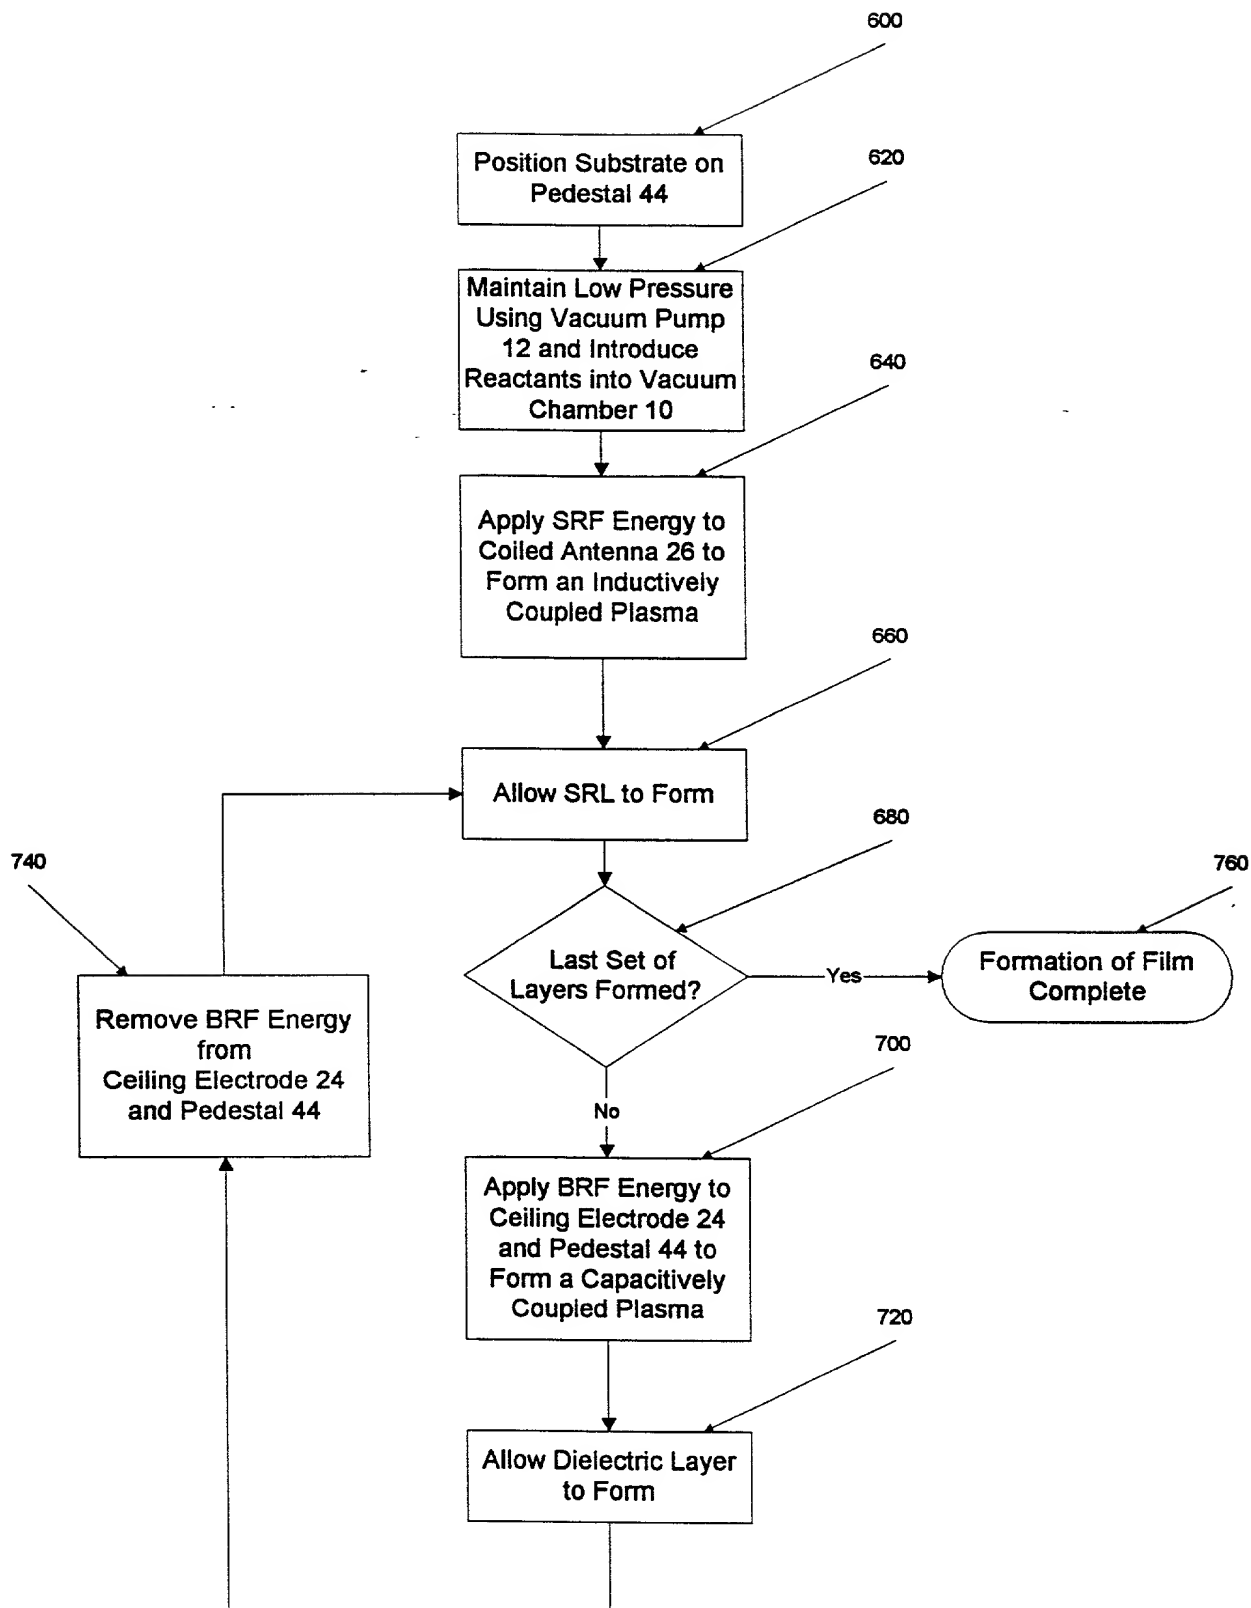 600
Position Substrate on
Pedestal 44
620
Maintain Low Pressure
Using Vacuum Pump
12 and Introduce
Reactants into Vacuum
Chamber 10
640
Apply SRF Energy to
Coiled Antenna 26 to
Form an Inductively
Coupled Plasma
660
Allow SRL to Form
680
Last Set of
Layers Formed?
Yes
760
Formation of Film
Complete
740
Remove BRF Energy
from
Ceiling Electrode 24
and Pedestal 44
No
700
Apply BRF Energy to
Ceiling Electrode 24
and Pedestal 44 to
Form a Capacitively
Coupled Plasma
720
Allow Dielectric Layer
to Form